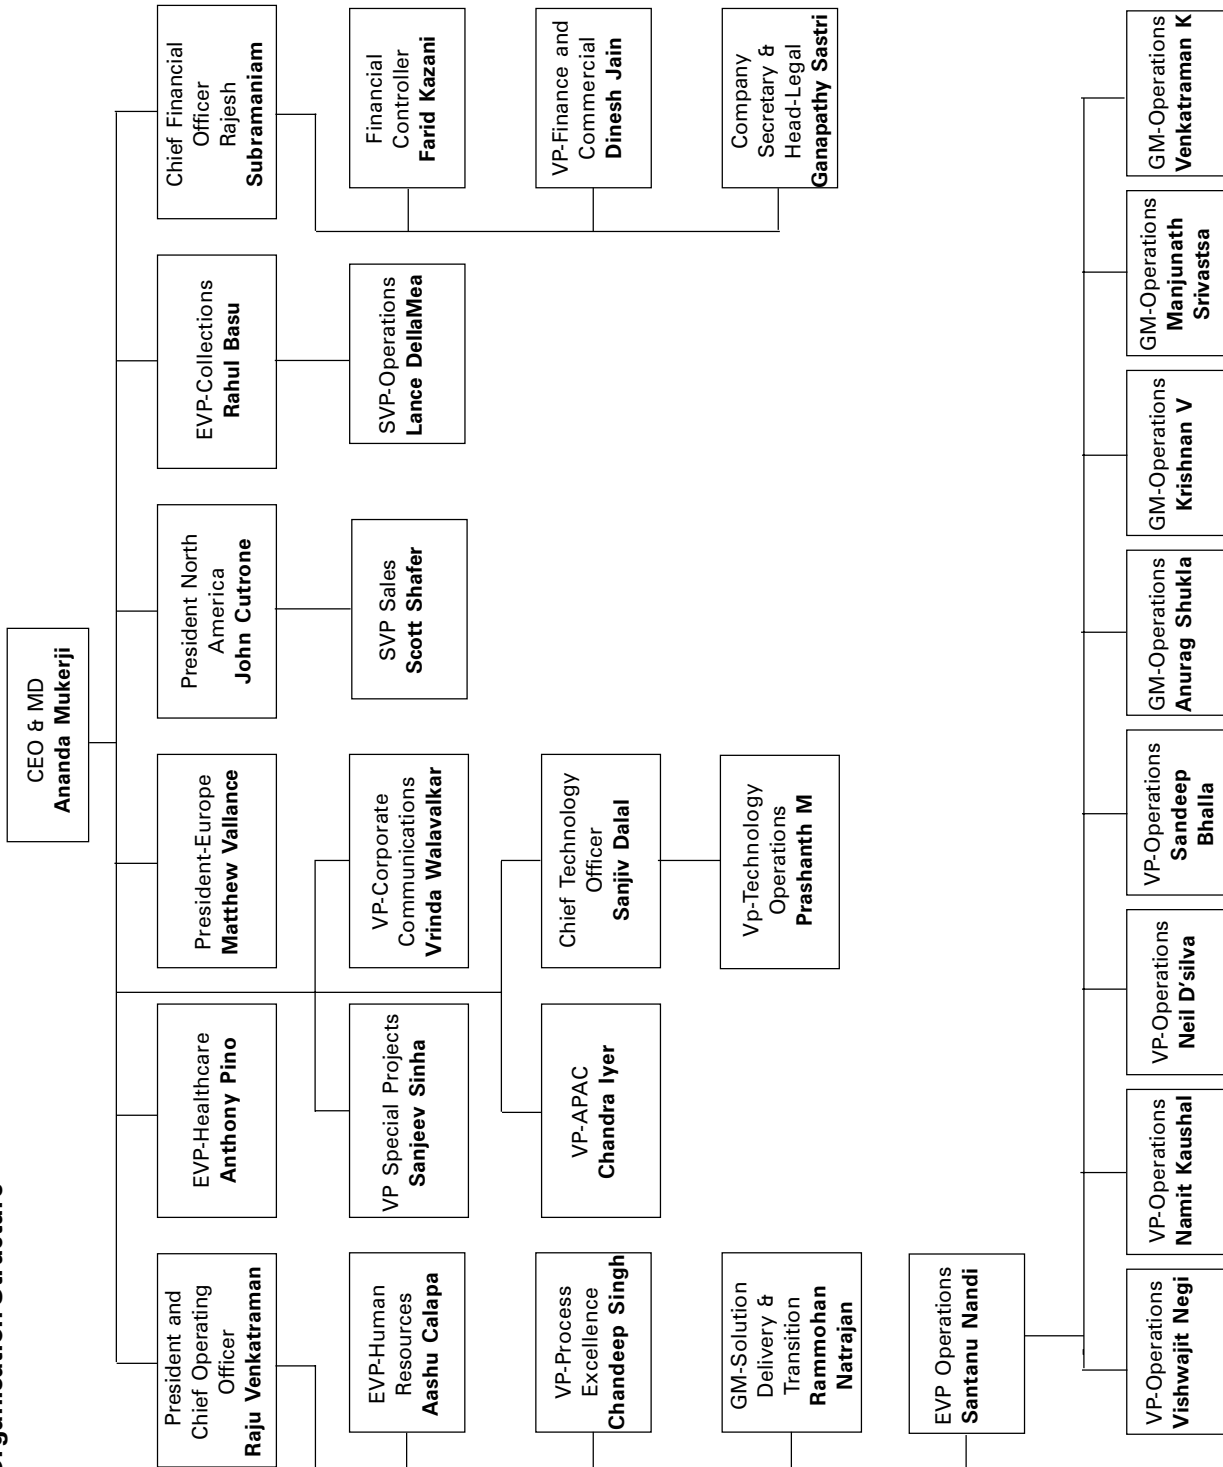 Organisation Structure
CEO & MD
Ananda Mukerji
President and
Chief Operating
Officer
Raju Venkatraman
EVP-Healthcare
Anthony Pino
President-Europe
Matthew Vallance
President North
America
John Cutrone
EVP-Collections
Rahul Basu
Chief Financial
Officer
Rajesh
Subramaniam
EVP-Human
Resources
Aashu Calapa
VP Special Projects
Sanjeev Sinha
VP-Corporate
Communications
Vrinda Walavalkar
SVP Sales
Scott Shafer
SVP-Operations
Lance DellaMea
Financial
Controller
Farid Kazani
VP-Process
Excellence
Chandeep Singh
VP-APAC
Chandra Iyer
Chief Technology
Officer
Sanjiv Dalal
VP-Finance and
Commercial
Dinesh Jain
GM-Solution
Delivery &
Transition
Rammohan
Natrajan
Vp-Technology
Operations
Prashanth M
Company
Secretary &
Head-Legal
Ganapathy Sastri
EVP Operations
Santanu Nandi
VP-Operations
Vishwajit Negi
VP-Operations
Namit Kaushal
VP-Operations
Neil D'silva
VP-Operations
Sandeep
Bhalla
GM-Operations
Anurag Shukla
GM-Operations
Krishnan V
GM-Operations
Manjunath
Srivastsa
GM-Operations
Venkatraman K